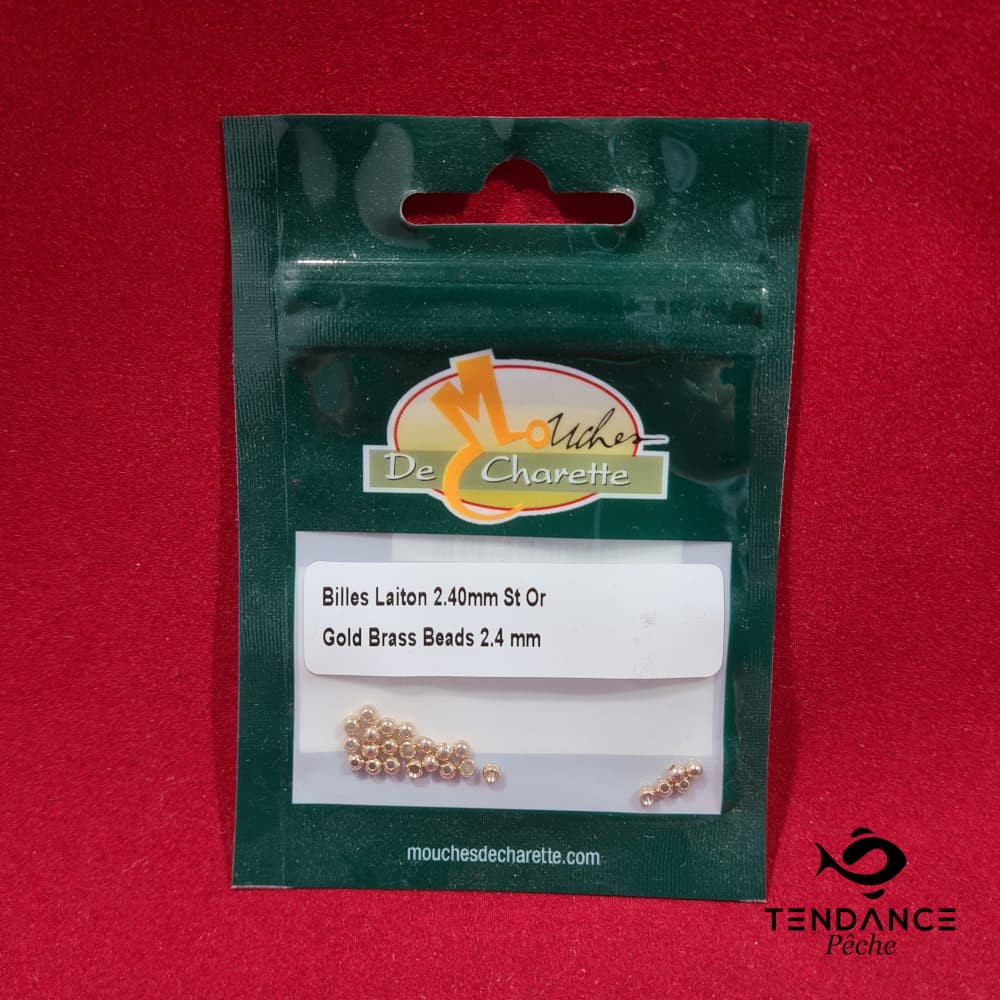 Mouches
De Charette
Billes Laiton 2.40mm St Or
Gold Brass Beads 2.4 mm
mouchesdecharette.com
TENDANCE
Pêche